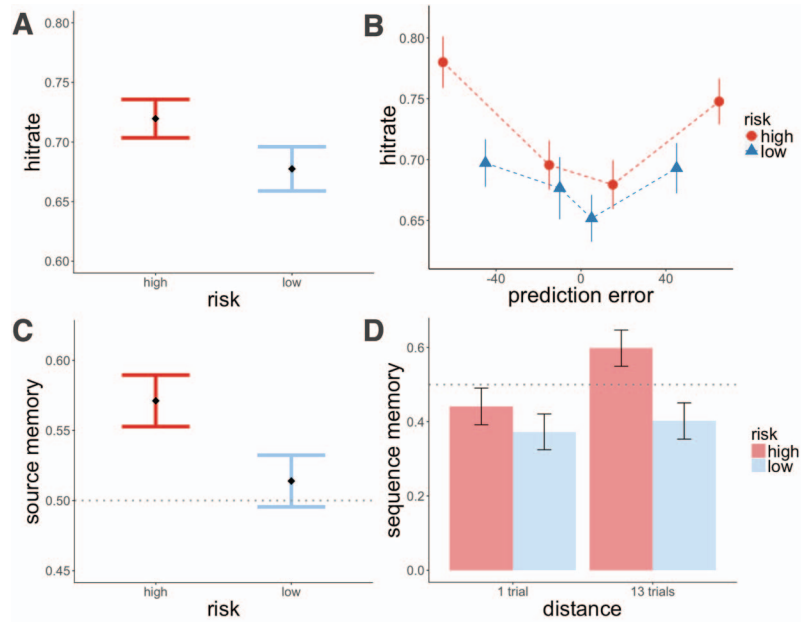 A
hitrate
0.80
0.75
0.70
0.65
0.60
high
low
risk
B
hitrate
0.80
0.75
0.70
0.65
-40
0
40
prediction error
risk
high
low
C
source memory
0.60
0.55
0.50
0.45
high
low
risk
D
sequence memory
0.6
0.4
0.2
0.0
1 trial
13 trials
distance
risk
high
low